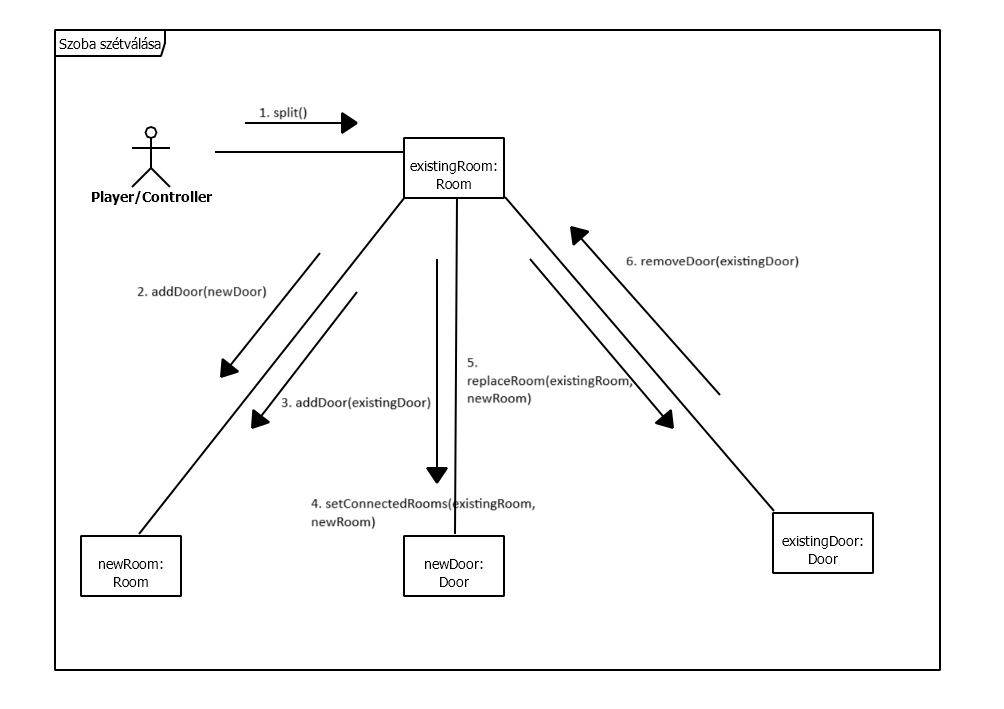 Szoba szétválása
1. split()
Player/Controller
existingRoom:
Room
2. addDoor(newDoor)
6. removeDoor(existingDoor)
3. addDoor(existingDoor)
5.
replaceRoom(existingRoom,
newRoom)
4. setConnectedRooms(existingRoom,
newRoom)
newRoom:
Room
newDoor:
Door
existingDoor:
Door